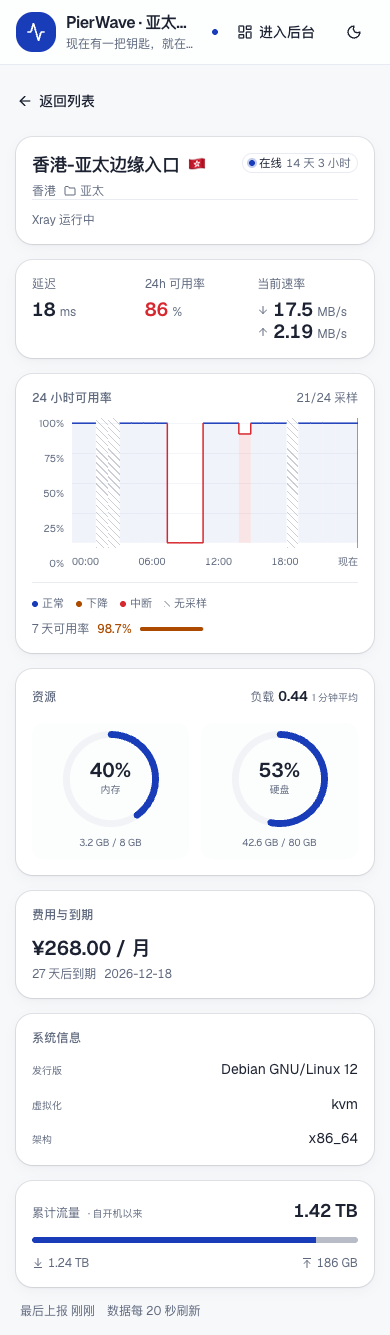 PierWave · 亚太...
现在有一把钥匙，就在...
进入后台
返回列表
香港-亚太边缘入口
在线 14 天 3 小时
香港 亚太
Xray 运行中
延迟 24h 可用率 当前速率
18 ms 86 % ↓ 17.5 MB/s
↑ 2.19 MB/s
24 小时可用率 21/24 采样
100%
75%
50%
25%
0%
00:00 06:00 12:00 18:00 现在
正常 下降 中断 无采样
7 天可用率 98.7%
资源 负载 0.44 1 分钟平均
40% 53%
内存 硬盘
3.2 GB / 8 GB 42.6 GB / 80 GB
费用与到期
¥268.00 / 月
27 天后到期 2026-12-18
系统信息
发行版 Debian GNU/Linux 12
虚拟化 kvm
架构 x86_64
累计流量 · 自开机以来 1.42 TB
1.24 TB 186 GB
最后上报 刚刚 数据每 20 秒刷新